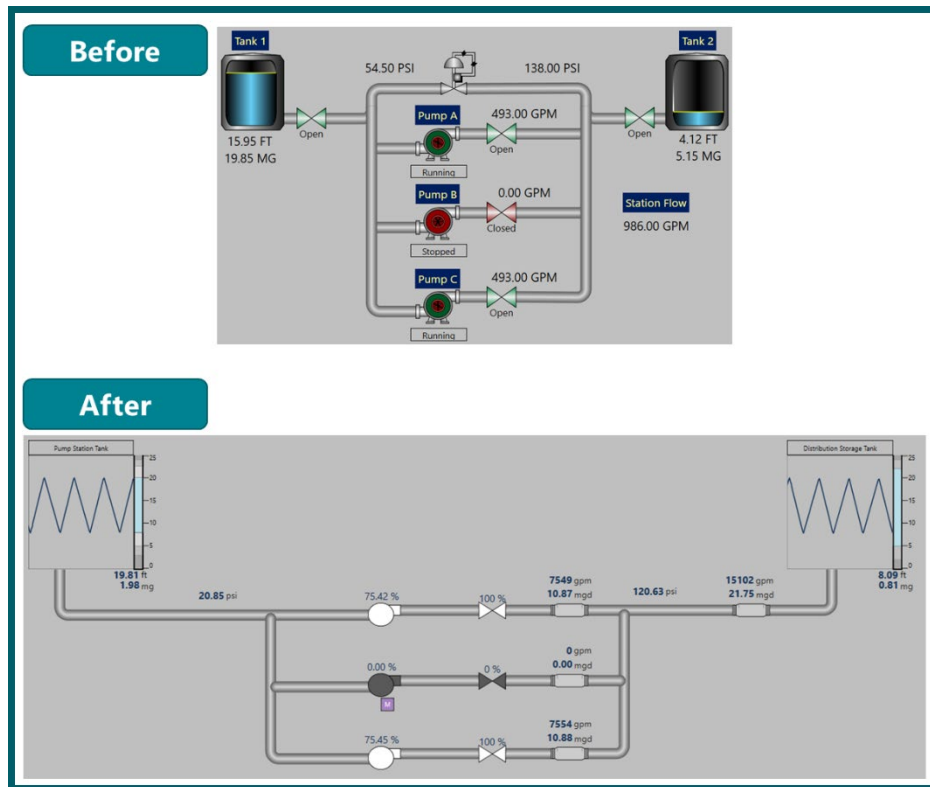 Before
Tank 1
Tank 2
54.50 PSI
138.00 PSI
Pump A
493.00 GPM
Open
Open
Open
15.95 FT
19.85 MG
4.12 FT
5.15 MG
Running
Pump B
0.00 GPM
Station Flow
986.00 GPM
Closed
Stopped
Pump C
493.00 GPM
Open
Running
After
Pump Station Tank
Distribution Storage Tank
25
20
15
10
5
0
25
20
15
10
5
0
19.81 ft
1.98 mg
8.09 ft
0.81 mg
20.85 psi
75.42 %
100 %
7549 gpm
10.87 mgd
120.63 psi
15102 gpm
21.75 mgd
0.00 %
0 %
0 gpm
0.00 mgd
M
75.45 %
100 %
7554 gpm
10.88 mgd